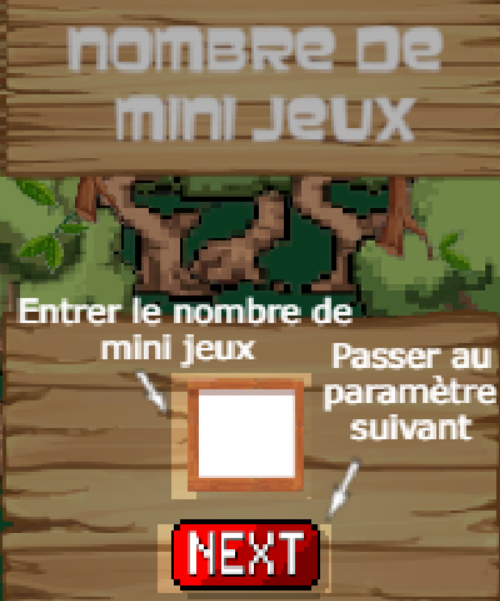 NOMBRE DE
MINI JEUX
Entrer le nombre de
mini jeux
Passer au
paramètre
suivant
NEXT